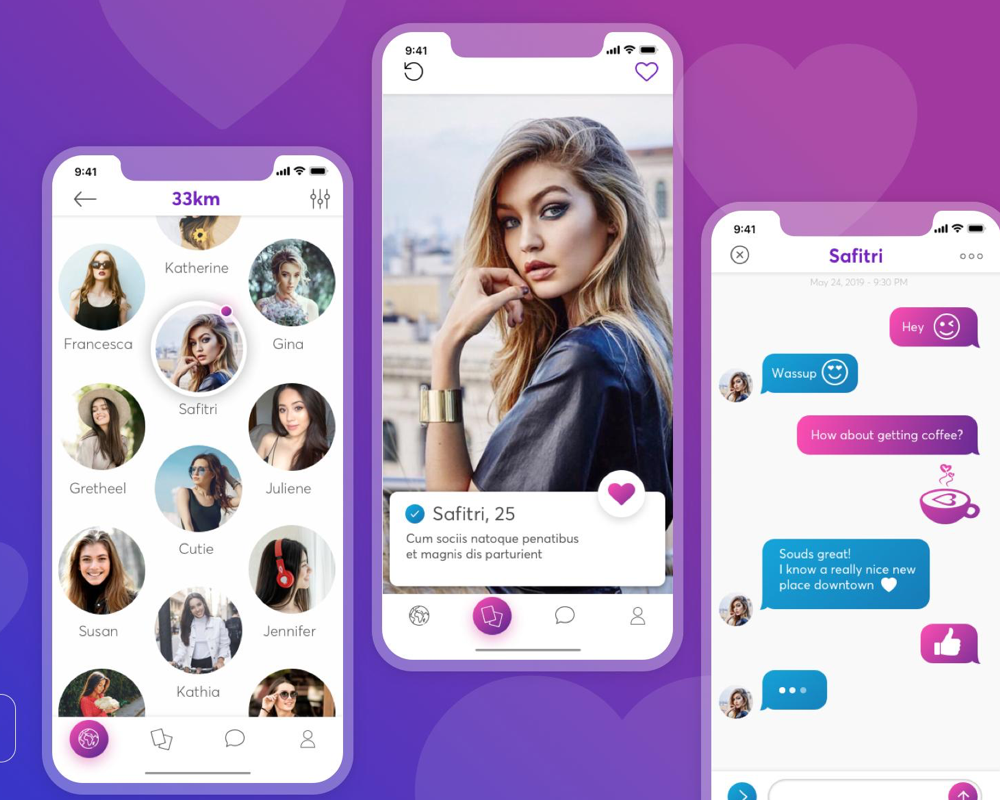 9:41
33km
Katherine
Francesca
Gina
Safitri
Gretheel
Juliene
Cutie
Susan
Jennifer
Kathia
9:41
Safitri, 25
Cum sociis natoque penatibus
et magnis dis parturient
9:41
Safitri
May 24, 2019 - 9:30 PM
Hey
Wassup
How about getting coffee?
Souds great!
I know a really nice new
place downtown